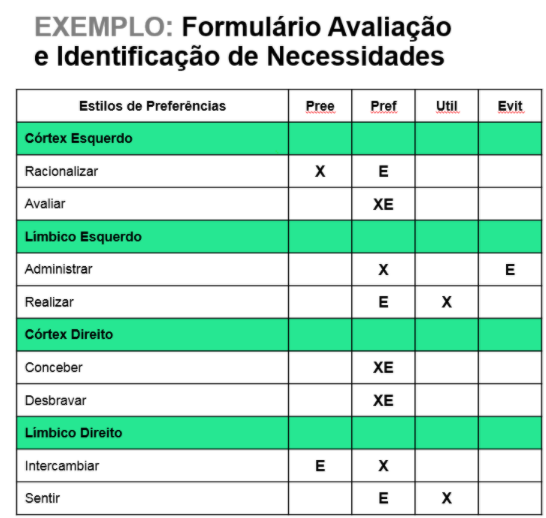 EXEMPLO: Formulário Avaliação
e Identificação de Necessidades
Estilos de Preferências Pree Pref Util Evit
Córtex Esquerdo
Racionalizar X E
Avaliar XE
Límbico Esquerdo
Administrar X E
Realizar E X
Córtex Direito
Conceber XE
Desbravar XE
Límbico Direito
Intercambiar E X
Sentir E X